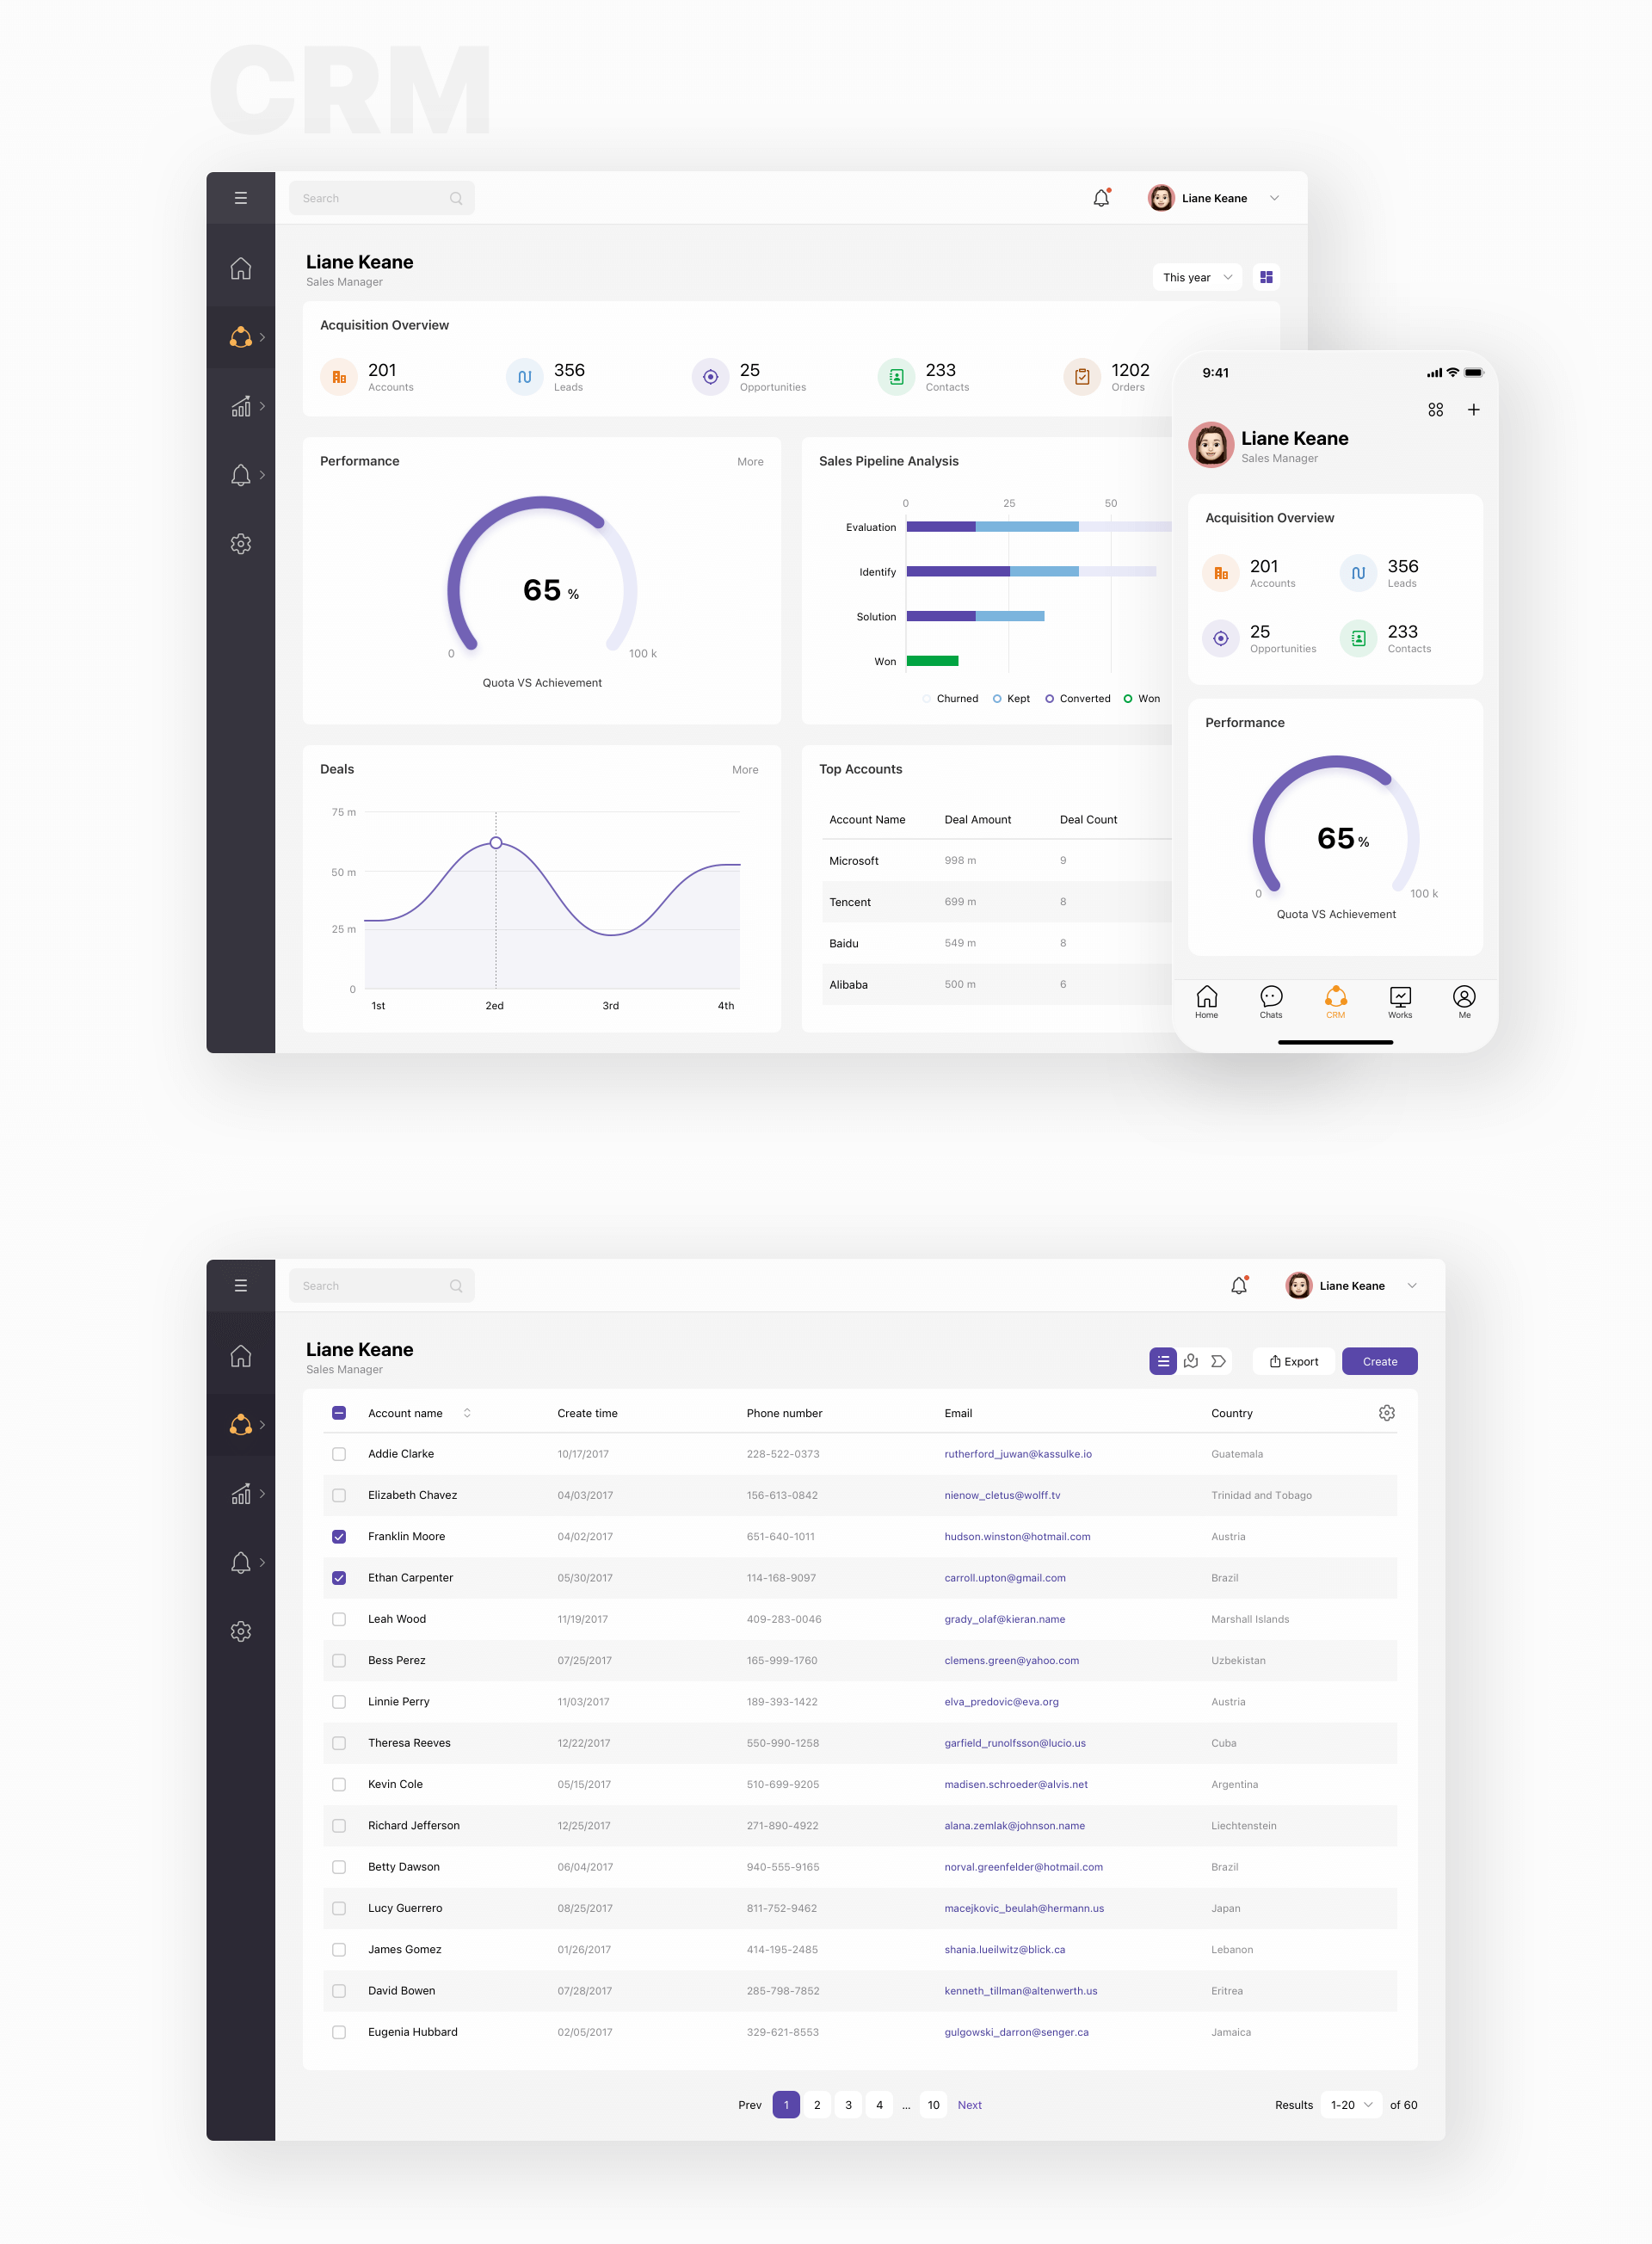 CRM
Search
Liane Keane
Liane Keane
Sales Manager
This year
Acquisition Overview
201
Accounts
356
Leads
25
Opportunities
233
Contacts
1202
Orders
Performance
More
65 %
0
100 k
Quota VS Achievement
Sales Pipeline Analysis
0 25 50
Evaluation
Identify
Solution
Won
Churned Kept Converted Won
Deals
More
75 m
50 m
25 m
0
1st 2ed 3rd 4th
Top Accounts
Account Name Deal Amount Deal Count
Microsoft 998 m 9
Tencent 699 m 8
Baidu 549 m 8
Alibaba 500 m 6
9:41
Liane Keane
Sales Manager
Acquisition Overview
201
Accounts
356
Leads
25
Opportunities
233
Contacts
Performance
65 %
0
100 k
Quota VS Achievement
Home Chats CRM Works Me
Search
Liane Keane
Liane Keane
Sales Manager
Export
Create
Account name Create time Phone number Email Country
Addie Clarke 10/17/2017 228-522-0373 rutherford_juwan@kassulke.io Guatemala
Elizabeth Chavez 04/03/2017 156-613-0842 nienow_cletus@wolff.tv Trinidad and Tobago
Franklin Moore 04/02/2017 651-640-1011 hudson.winston@hotmail.com Austria
Ethan Carpenter 05/30/2017 114-168-9097 carroll.upton@gmail.com Brazil
Leah Wood 11/19/2017 409-283-0046 grady_olaf@kieran.name Marshall Islands
Bess Perez 07/25/2017 165-999-1760 clemens.green@yahoo.com Uzbekistan
Linnie Perry 11/03/2017 189-393-1422 elva_predovic@eva.org Austria
Theresa Reeves 12/22/2017 550-990-1258 garfield_runolfsson@lucio.us Cuba
Kevin Cole 05/15/2017 510-699-9205 madisen.schroeder@alvis.net Argentina
Richard Jefferson 12/25/2017 271-890-4922 alana.zemlak@johnson.name Liechtenstein
Betty Dawson 06/04/2017 940-555-9165 norval.greenfelder@hotmail.com Brazil
Lucy Guerrero 08/25/2017 811-752-9462 macejkovic_beulah@hermann.us Japan
James Gomez 01/26/2017 414-195-2485 shania.lueilwitz@blick.ca Lebanon
David Bowen 07/28/2017 285-798-7852 kenneth_tillman@altenwerth.us Eritrea
Eugenia Hubbard 02/05/2017 329-621-8553 gulgowski_darron@senger.ca Jamaica
Prev 1 2 3 4 ... 10 Next
Results 1-20 of 60